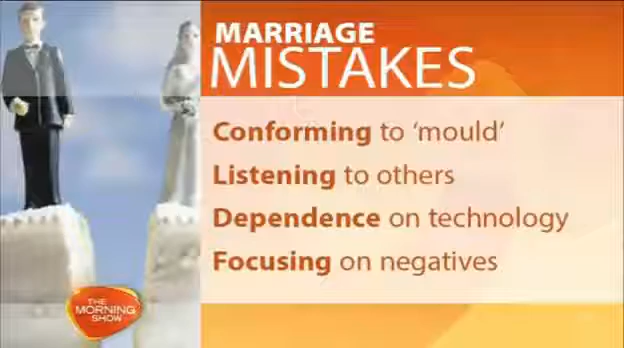 MARRIAGE
MISTAKES
Conforming to ‘mould’
Listening to others
Dependence on technology
Focusing on negatives
THE
MORNING
SHOW